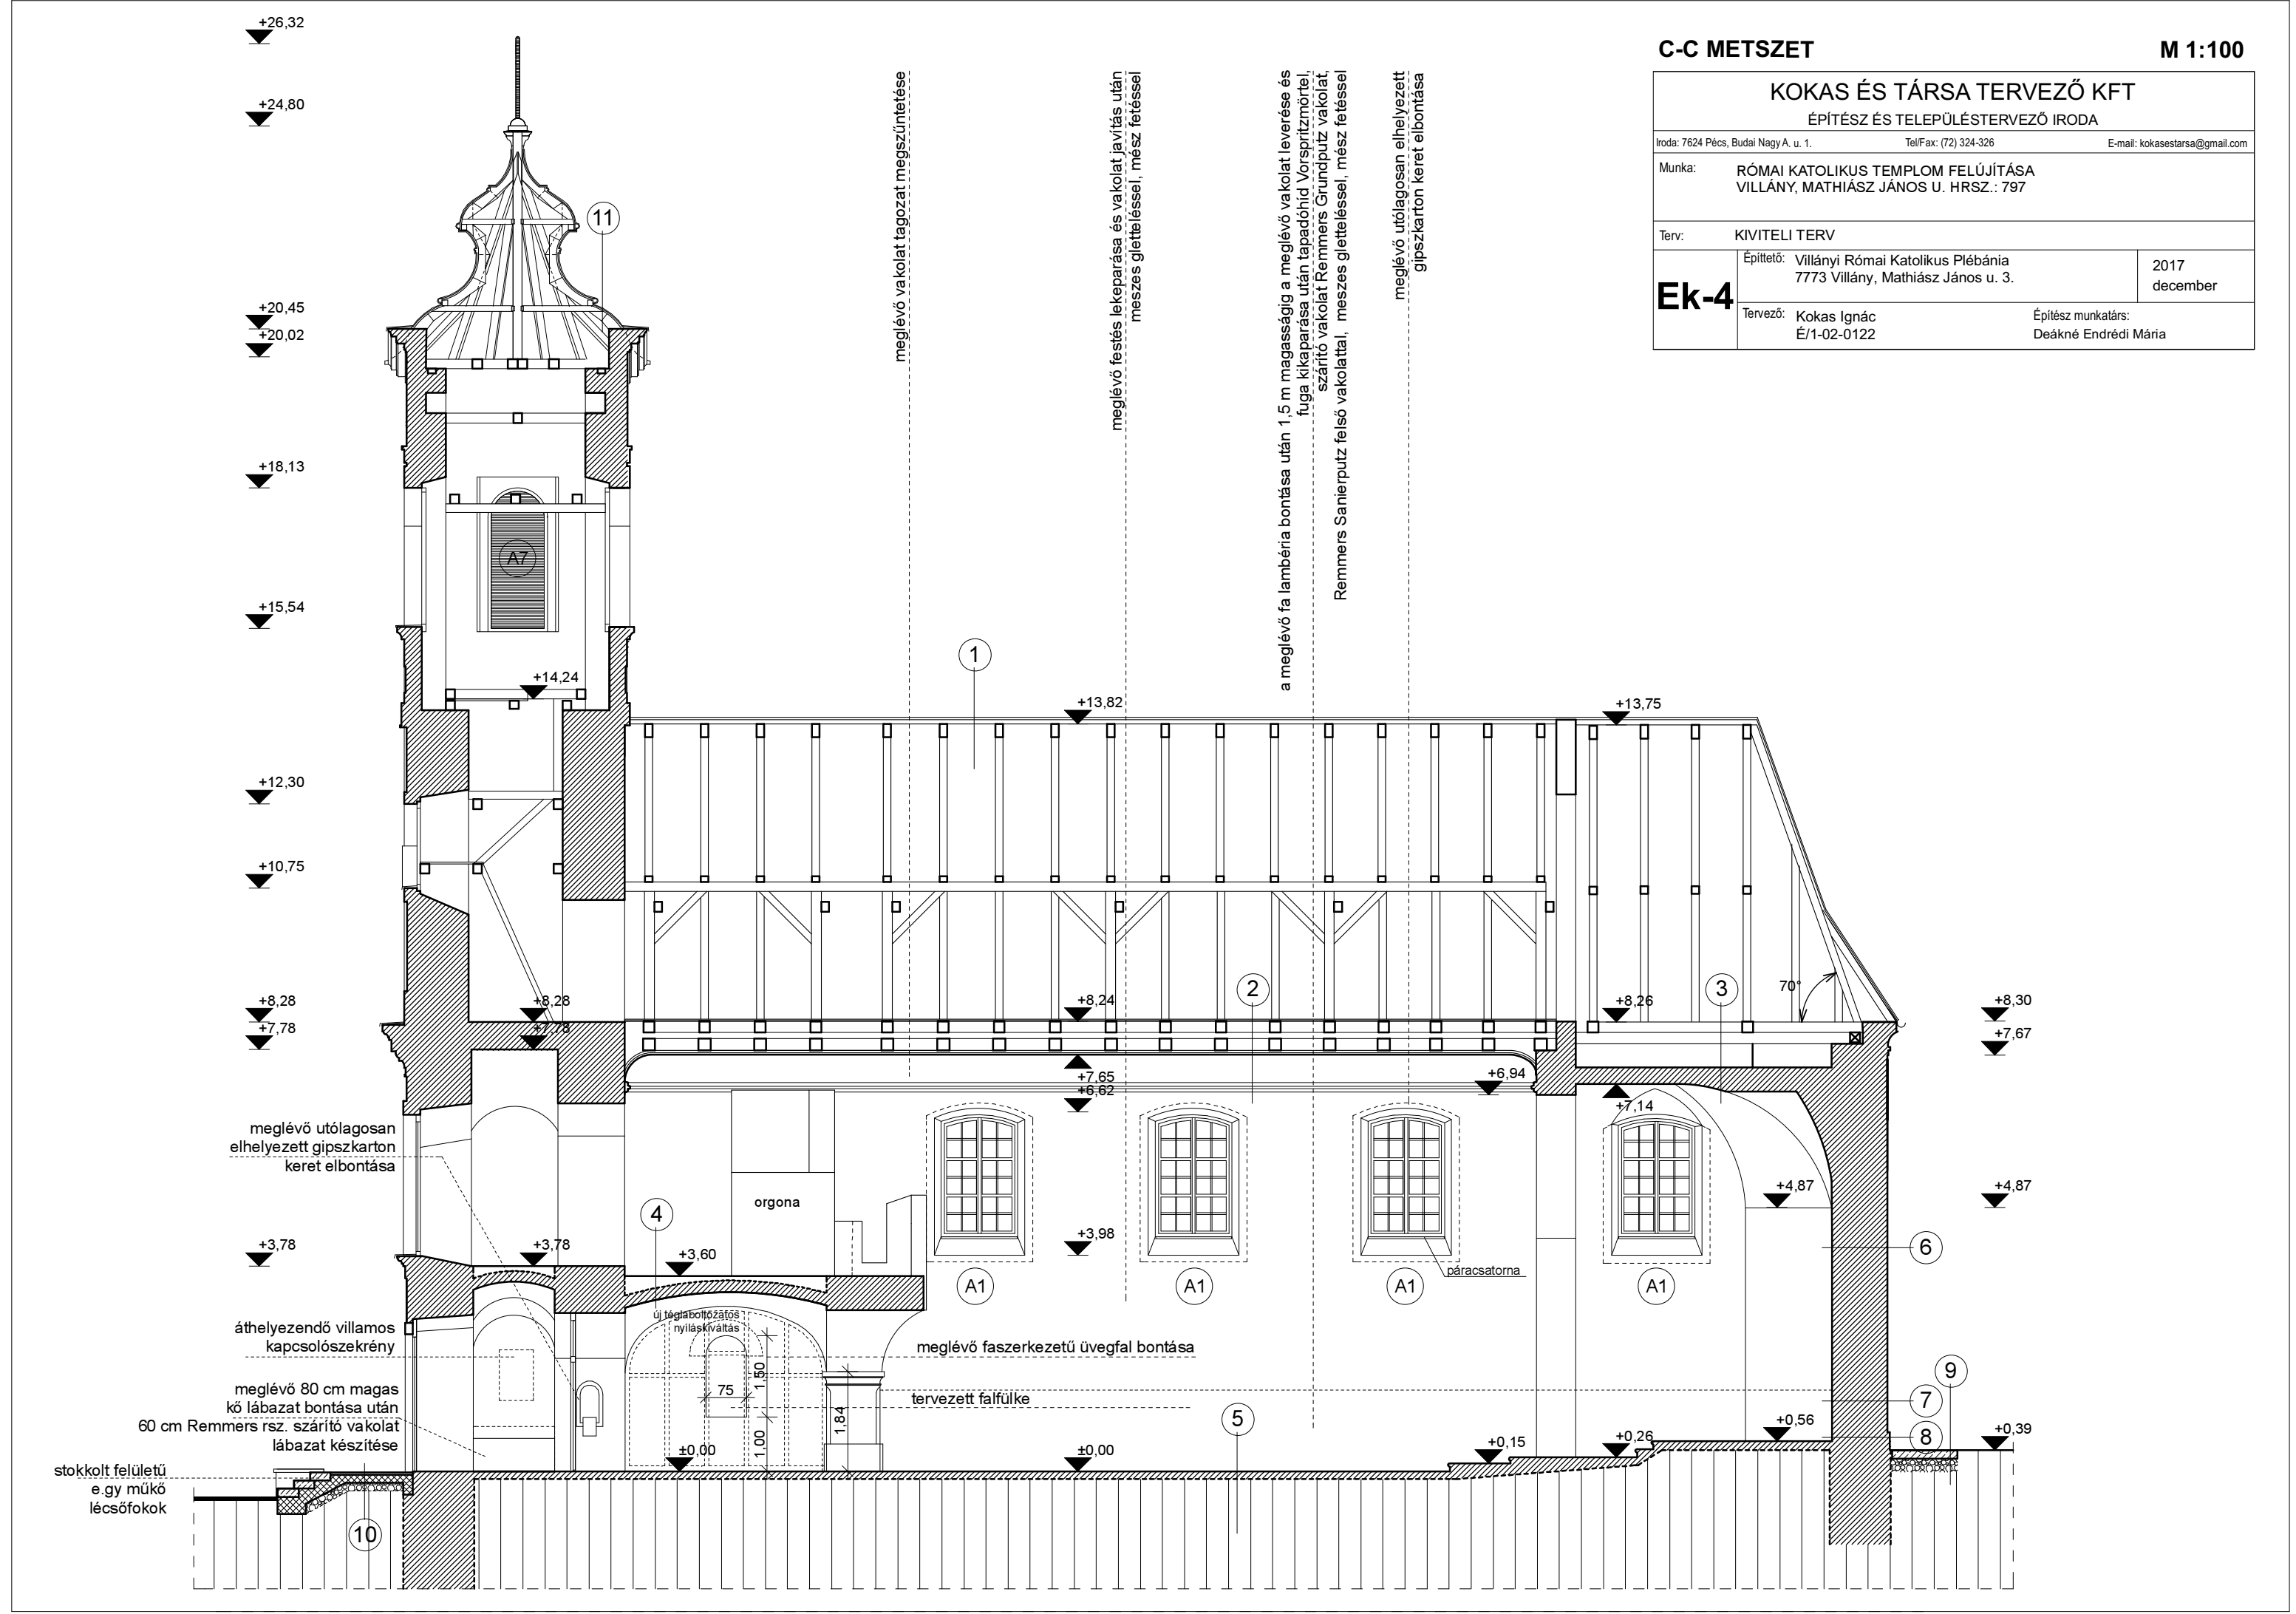 C-C METSZET
M 1:100
KOKAS ÉS TÁRSA TERVEZŐ KFT
ÉPÍTÉSZ ÉS TELEPÜLÉSTERVEZŐ IRODA
Iroda: 7624 Pécs, Budai Nagy A. u. 1.
Tel/Fax: (72) 324-326
E-mail: kokasestarsa@gmail.com
Munka:
RÓMAI KATOLIKUS TEMPLOM FELÚJÍTÁSA
VILLÁNY, MATHIÁSZ JÁNOS U. HRSZ.: 797
Terv:
KIVITELI TERV
Ek-4
Építtető:
Villányi Római Katolikus Plébánia
7773 Villány, Mathiász János u. 3.
2017
december
Tervező:
Kokas Ignác
É/1-02-0122
Építész munkatárs:
Deákné Endrédi Mária
+26,32
+24,80
+20,45
+20,02
+18,13
+15,54
+12,30
+10,75
+8,28
+7,78
+3,78
11
A7
+14,24
+8,28
+7,78
+3,78
meglévő vakolat tagozat megszüntetése
meglévő festés lekeparása és vakolat javítás után
meszes gletteléssel, mész fetéssel
a meglévő fa lambéria bontása után 1,5 m magasságig a meglévő vakolat leverése és
fuga kikaparása után tapadóhíd Vorspritzmörtel,
szárító vakolat Remmers Grundputz vakolat,
Remmers Sanierputz felső vakolattal, meszes gletteléssel, mész fetéssel
meglévő utólagosan elhelyezett
gipszkarton keret elbontása
1
+13,82
+13,75
2
3
70°
+8,24
+8,26
+8,30
+7,67
+7,65
+6,62
+6,94
+7,14
+4,87
+4,87
+3,98
+3,60
4
orgona
A1
A1
A1
A1
páracsatorna
6
7
8
9
5
10
meglévő utólagosan
elhelyezett gipszkarton
keret elbontása
áthelyezendő villamos
kapcsolószekrény
meglévő 80 cm magas
kő lábazat bontása után
60 cm Remmers rsz. szárító vakolat
lábazat készítése
stokkolt felületű
e.gy műkő
lécsőfokok
új téglaboltozatos
nyíláskiváltás
75
1,50
1,00
1,84
meglévő faszerkezetű üvegfal bontása
tervezett falfülke
±0,00
±0,00
+0,15
+0,26
+0,56
+0,39